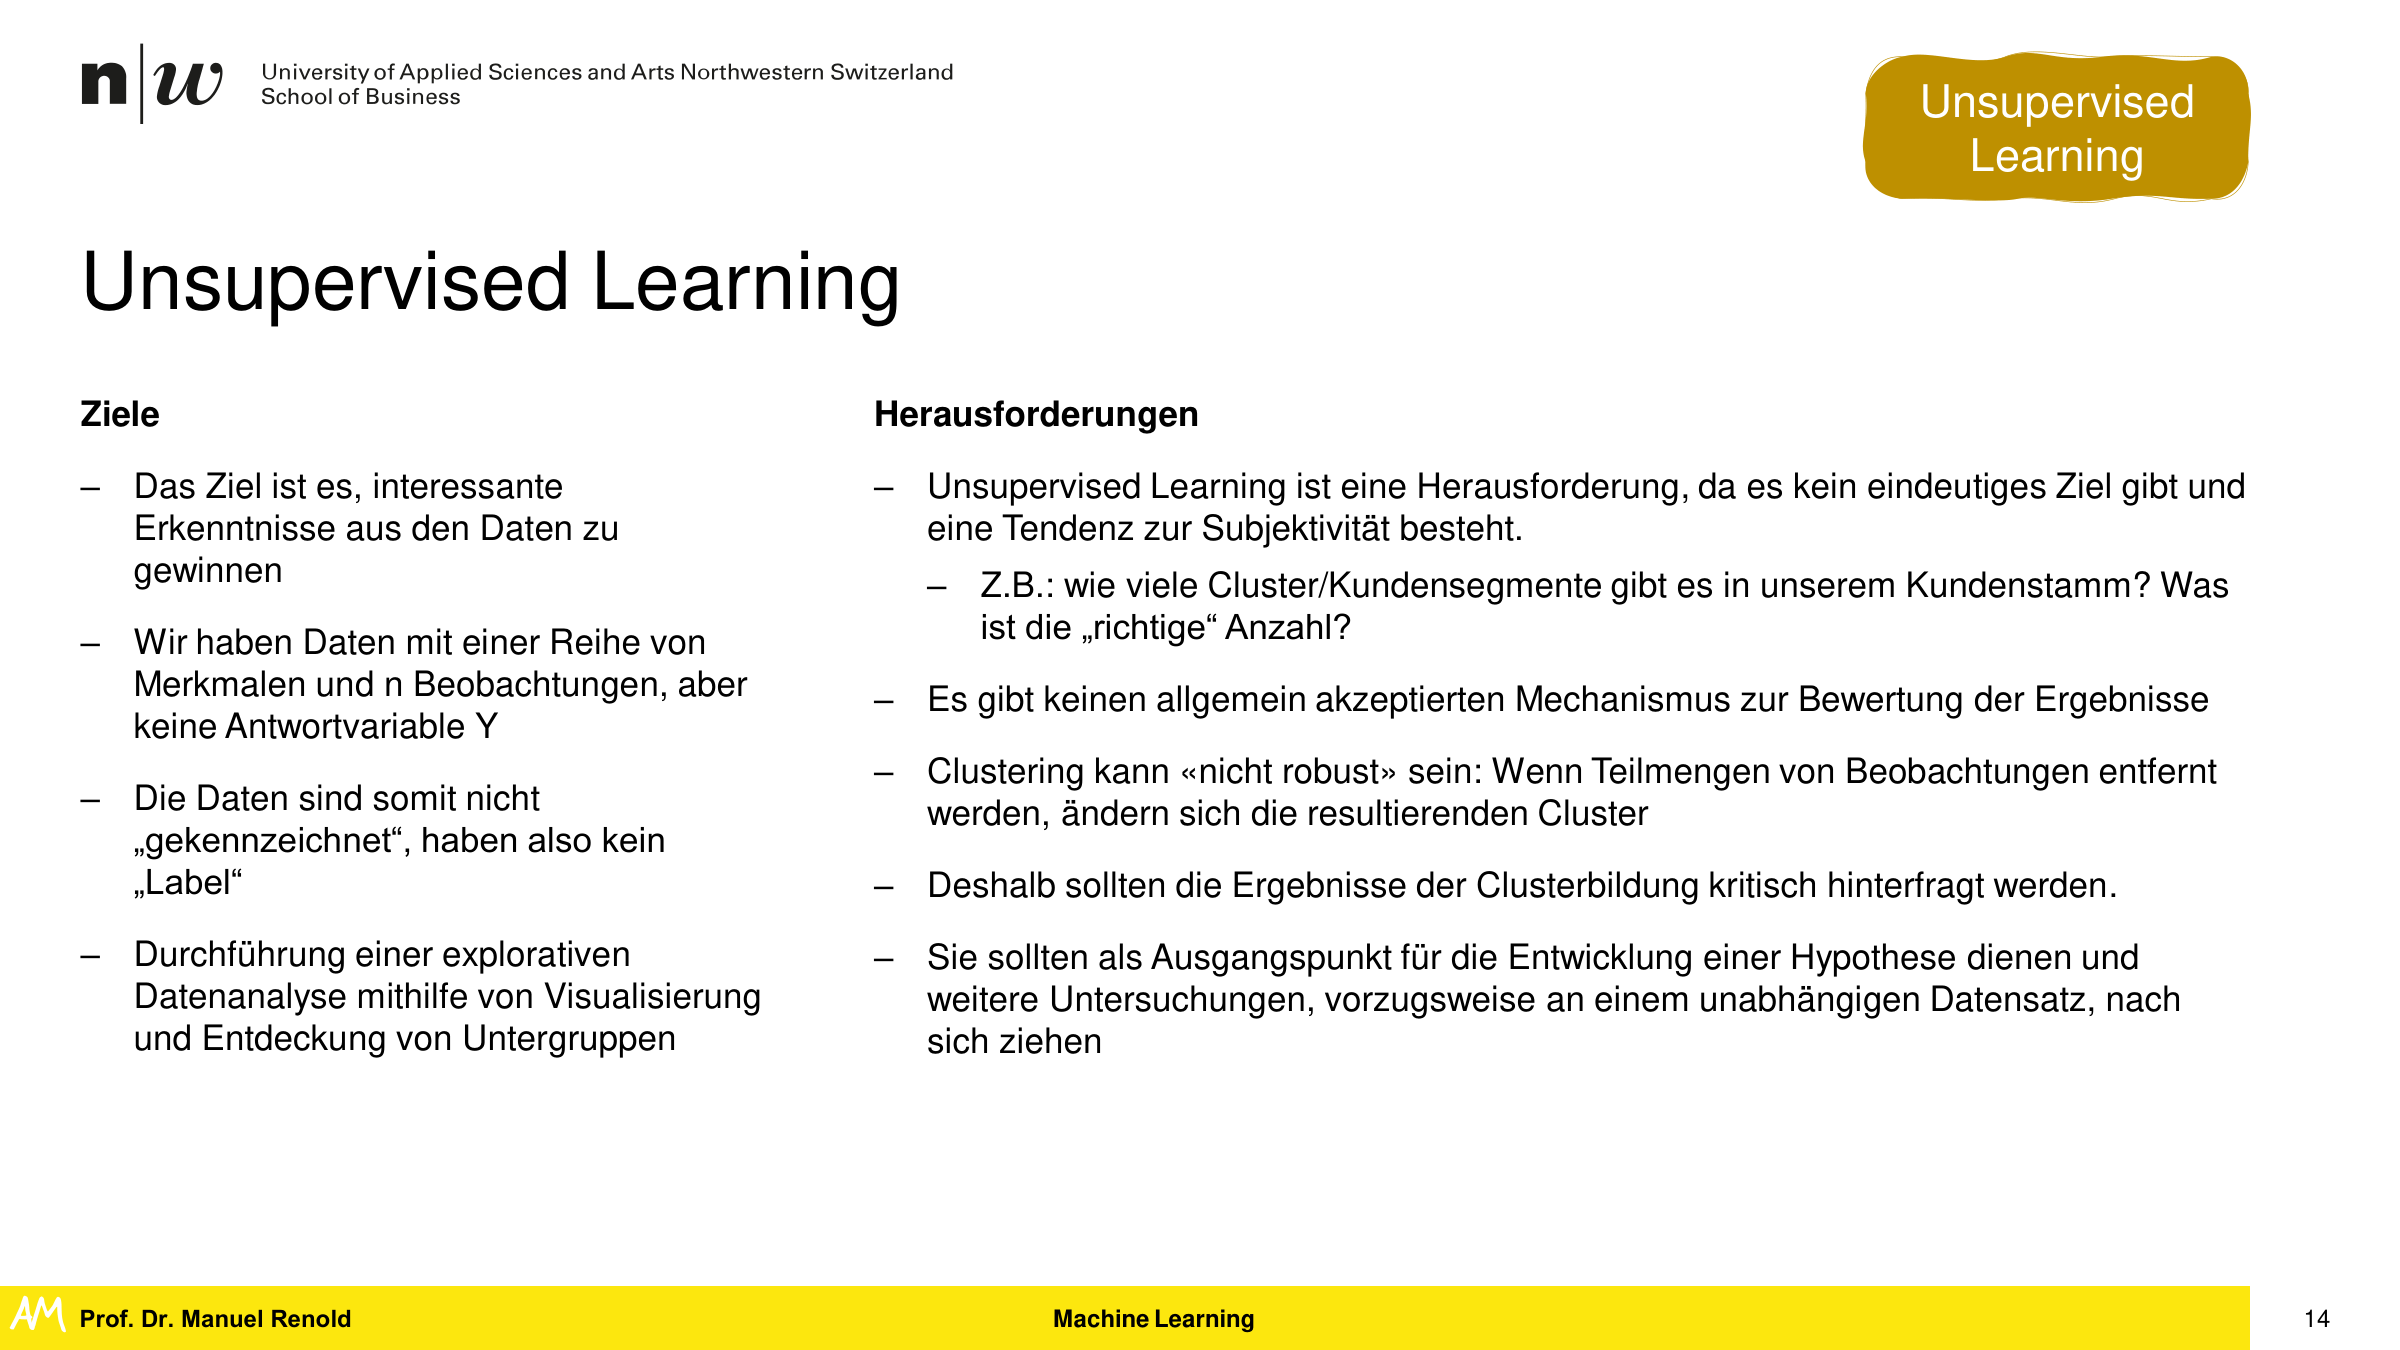 n|w University of Applied Sciences and Arts Northwestern Switzerland
School of Business
Unsupervised
Learning
Unsupervised Learning
Ziele
– Das Ziel ist es, interessante
Erkenntnisse aus den Daten zu
gewinnen
– Wir haben Daten mit einer Reihe von
Merkmalen und n Beobachtungen, aber
keine Antwortvariable Y
– Die Daten sind somit nicht
„gekennzeichnet“, haben also kein
„Label“
– Durchführung einer explorativen
Datenanalyse mithilfe von Visualisierung
und Entdeckung von Untergruppen
Herausforderungen
– Unsupervised Learning ist eine Herausforderung, da es kein eindeutiges Ziel gibt und
eine Tendenz zur Subjektivität besteht.
– Z.B.: wie viele Cluster/Kundensegmente gibt es in unserem Kundenstamm? Was
ist die „richtige“ Anzahl?
– Es gibt keinen allgemein akzeptierten Mechanismus zur Bewertung der Ergebnisse
– Clustering kann «nicht robust» sein: Wenn Teilmengen von Beobachtungen entfernt
werden, ändern sich die resultierenden Cluster
– Deshalb sollten die Ergebnisse der Clusterbildung kritisch hinterfragt werden.
– Sie sollten als Ausgangspunkt für die Entwicklung einer Hypothese dienen und
weitere Untersuchungen, vorzugsweise an einem unabhängigen Datensatz, nach
sich ziehen
AM Prof. Dr. Manuel Renold
Machine Learning
14